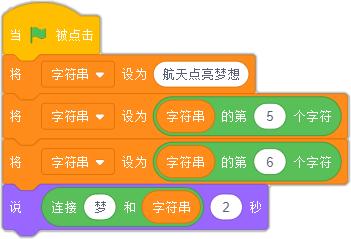 当 被点击
将 字符串 设为 航天点亮梦想
将 字符串 设为 字符串 的第 5 个字符
将 字符串 设为 字符串 的第 6 个字符
说 连接 梦 和 字符串 2 秒